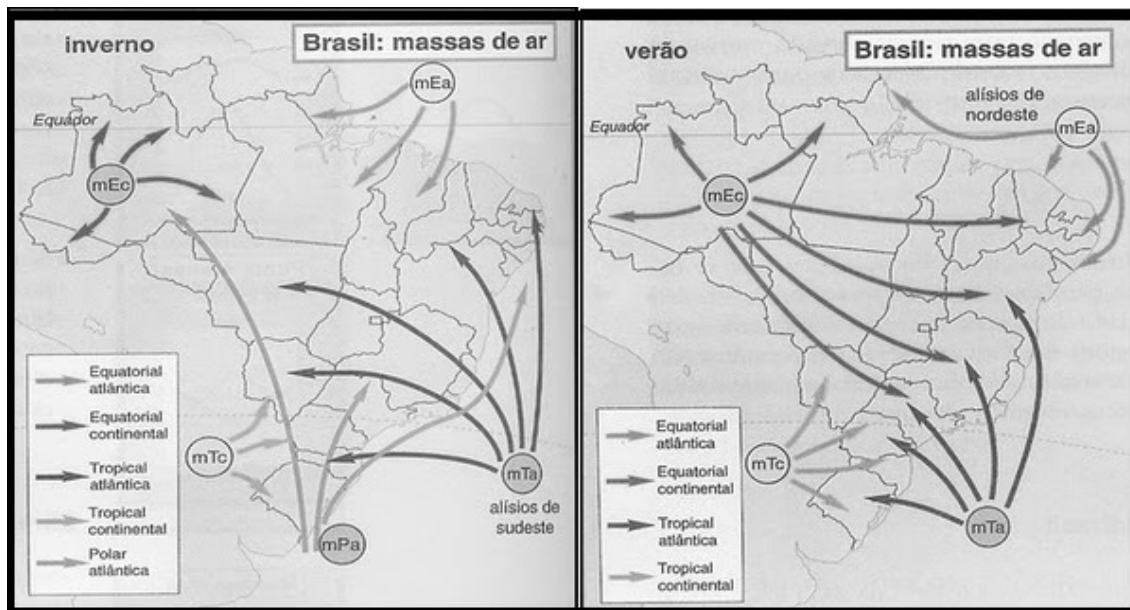 inverno
Brasil: massas de ar
mEa
Equador
mEc
mTc
mTa
alísios de
sudeste
mPa
Equatorial
atlântica
Equatorial
continental
Tropical
atlântica
Tropical
continental
Polar
atlântica
verão
Brasil: massas de ar
alísios de
nordeste
mEa
Equador
mEc
mTc
mTa
Equatorial
atlântica
Equatorial
continental
Tropical
atlântica
Tropical
continental